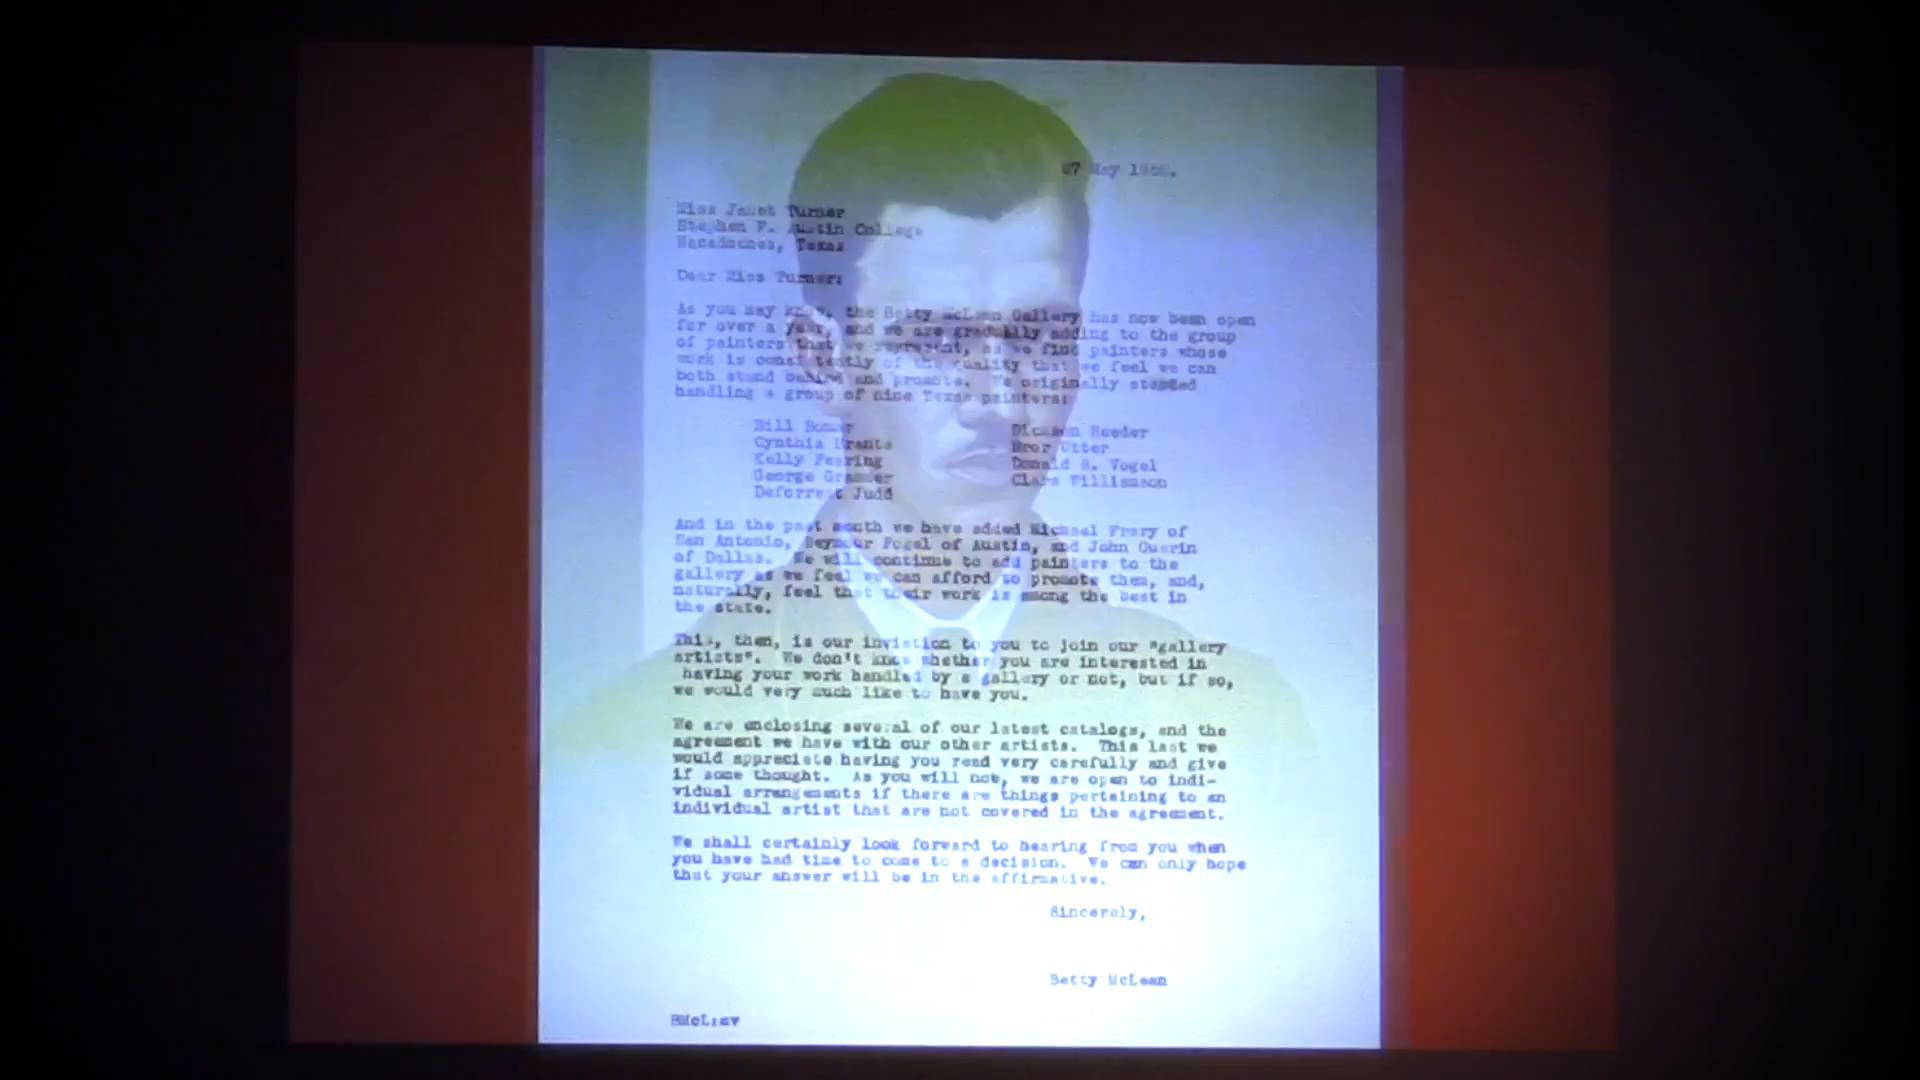 27 May
Miss Janet Turner
Stephen F. Austin College
Nacadoches, Texas
Dear Miss Turner:
As you may know, the Betty McLean Gallery has now been open
for over a year, and we are gradually adding to the group
of painters that we represent, as we find painters whose
work is consistently of the quality that we feel we can
both stand behind and promote. We originally started
handling a group of nine Texas painters:
Bill Bomar
Cynthia Brants
Kelly Fearing
George Grammer
Deforrest Judd
Dickson Reeder
Bror Utter
Donald S. Vogel
Clara Williamson
And in the past month we have added Michael Frary of
San Antonio, Seymour Fogel of Austin, and John Guerin
of Dallas. We will continue to add painters to the
gallery as we feel we can afford to promote them, and,
naturally, feel that their work is among the best in
the state.
This, then, is our inviation to you to join our "gallery
artists". We don't know whether you are interested in
having your work handled by a gallery or not, but if so,
we would very much like to have you.
We are enclosing several of our latest catalogs, and the
agreement we have with our other artists. This last we
would appreciate having you read very carefully and give
if some thought. As you will not, we are open to indi-
vidual arrangements if there are things pertaining to an
individual artist that are not covered in the agreement.
We shall certainly look forward to hearing from you when
you have had time to come to a decision. We can only hope
that your answer will be in the affirmative.
Sincerely,
Betty McLean
BMcL:mv